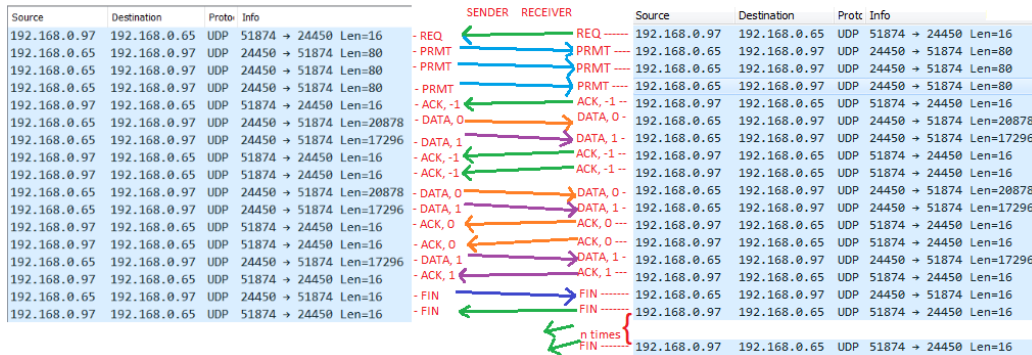 SENDER RECEIVER
Source Destination Proto Info Source Destination Protc Info
192.168.0.97 192.168.0.65 UDP 51874 → 24450 Len=16 - REQ REQ ------ 192.168.0.97 192.168.0.65 UDP 51874 → 24450 Len=16
192.168.0.65 192.168.0.97 UDP 24450 → 51874 Len=80 - PRMT PRMT ---- 192.168.0.65 192.168.0.97 UDP 24450 → 51874 Len=80
192.168.0.65 192.168.0.97 UDP 24450 → 51874 Len=80 - PRMT PRMT ---- 192.168.0.65 192.168.0.97 UDP 24450 → 51874 Len=80
192.168.0.65 192.168.0.97 UDP 24450 → 51874 Len=80 - PRMT PRMT ---- 192.168.0.65 192.168.0.97 UDP 24450 → 51874 Len=80
192.168.0.97 192.168.0.65 UDP 51874 → 24450 Len=16 - ACK, -1 ACK, -1 -- 192.168.0.97 192.168.0.65 UDP 51874 → 24450 Len=16
192.168.0.65 192.168.0.97 UDP 24450 → 51874 Len=20878 - DATA, 0 DATA, 0 - 192.168.0.65 192.168.0.97 UDP 24450 → 51874 Len=20878
192.168.0.65 192.168.0.97 UDP 24450 → 51874 Len=17296 - DATA, 1 DATA, 1 - 192.168.0.65 192.168.0.97 UDP 24450 → 51874 Len=17296
192.168.0.97 192.168.0.65 UDP 51874 → 24450 Len=16 - ACK, -1 ACK, -1 -- 192.168.0.97 192.168.0.65 UDP 51874 → 24450 Len=16
192.168.0.97 192.168.0.65 UDP 51874 → 24450 Len=16 - ACK, -1 ACK, -1 --- 192.168.0.97 192.168.0.65 UDP 51874 → 24450 Len=16
192.168.0.65 192.168.0.97 UDP 24450 → 51874 Len=20878 - DATA, 0 DATA, 0 - 192.168.0.65 192.168.0.97 UDP 24450 → 51874 Len=20878
192.168.0.65 192.168.0.97 UDP 24450 → 51874 Len=17296 - DATA, 1 DATA, 1 - 192.168.0.65 192.168.0.97 UDP 24450 → 51874 Len=17296
192.168.0.97 192.168.0.65 UDP 51874 → 24450 Len=16 - ACK, 0 ACK, 0 --- 192.168.0.97 192.168.0.65 UDP 51874 → 24450 Len=16
192.168.0.97 192.168.0.65 UDP 51874 → 24450 Len=16 - ACK, 0 ACK, 0 --- 192.168.0.97 192.168.0.65 UDP 51874 → 24450 Len=16
192.168.0.65 192.168.0.97 UDP 24450 → 51874 Len=17296 - DATA, 1 DATA, 1 - 192.168.0.65 192.168.0.97 UDP 24450 → 51874 Len=17296
192.168.0.97 192.168.0.65 UDP 51874 → 24450 Len=16 - ACK, 1 ACK, 1 --- 192.168.0.97 192.168.0.65 UDP 51874 → 24450 Len=16
192.168.0.65 192.168.0.97 UDP 24450 → 51874 Len=16 - FIN FIN ------- 192.168.0.65 192.168.0.97 UDP 24450 → 51874 Len=16
192.168.0.97 192.168.0.65 UDP 51874 → 24450 Len=16 - FIN FIN ------- 192.168.0.97 192.168.0.65 UDP 51874 → 24450 Len=16
n times {
FIN ------- 192.168.0.97 192.168.0.65 UDP 51874 → 24450 Len=16